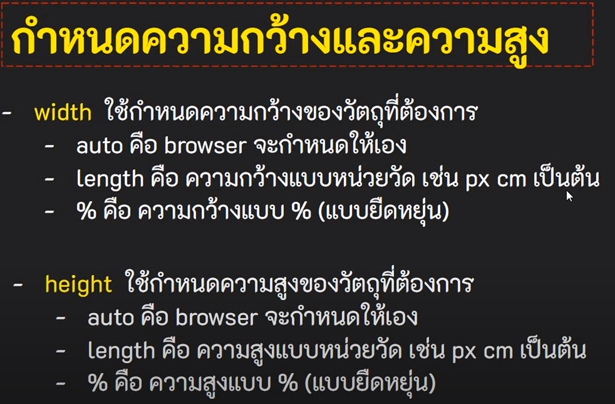 กำหนดความกว้างและความสูง
- width ใช้กำหนดความกว้างของวัตถุที่ต้องการ
- auto คือ browser จะกำหนดให้เอง
- length คือ ความกว้างแบบหน่วยวัด เช่น px cm เป็นต้น
- % คือ ความกว้างแบบ % (แบบยืดหยุ่น)
- height ใช้กำหนดความสูงของวัตถุที่ต้องการ
- auto คือ browser จะกำหนดให้เอง
- length คือ ความสูงแบบหน่วยวัด เช่น px cm เป็นต้น
- % คือ ความสูงแบบ % (แบบยืดหยุ่น)